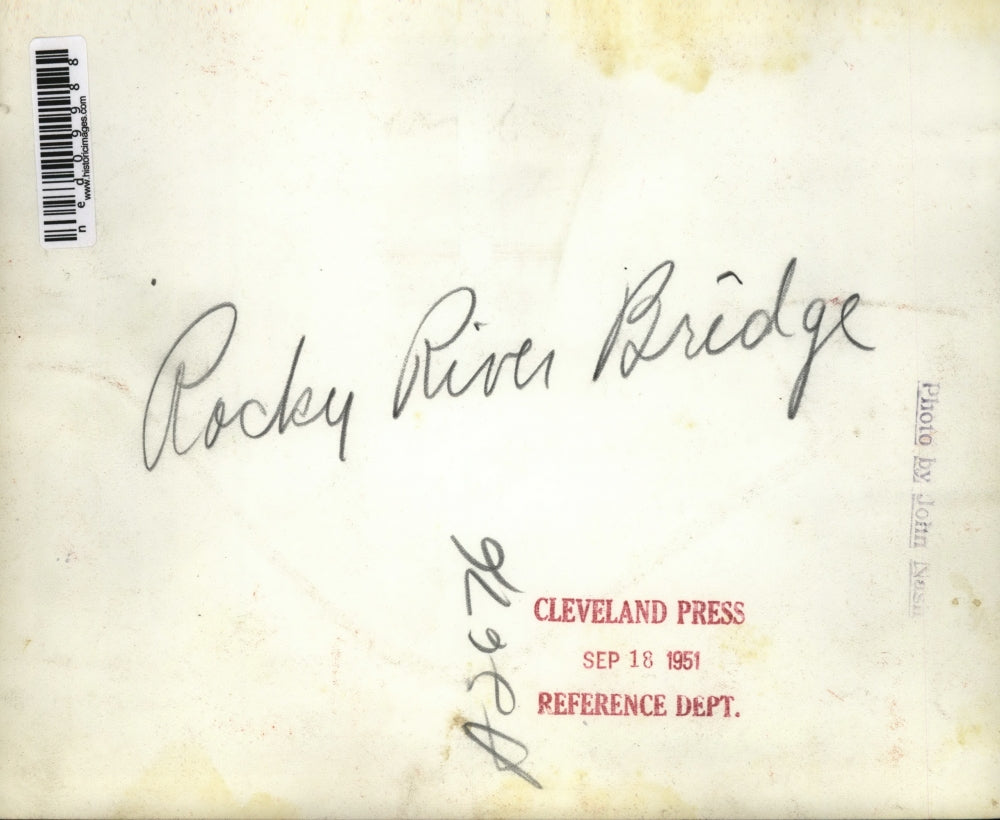 ned09988
www.historicimages.com
Rocky River Bridge
Photo by John Nash
CLEVELAND PRESS
SEP 18 1951
REFERENCE DEPT.